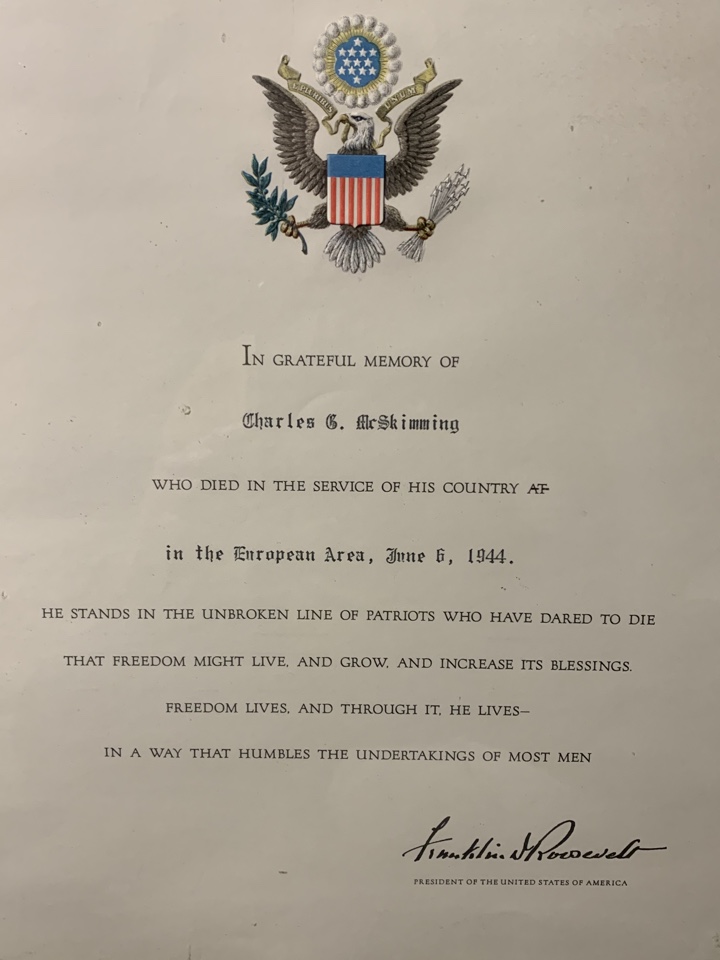 E PLURIBUS UNUM
IN GRATEFUL MEMORY OF
Charles G. McSkimming
WHO DIED IN THE SERVICE OF HIS COUNTRY AT
in the European Area, June 6, 1944.
HE STANDS IN THE UNBROKEN LINE OF PATRIOTS WHO HAVE DARED TO DIE
THAT FREEDOM MIGHT LIVE, AND GROW, AND INCREASE ITS BLESSINGS.
FREEDOM LIVES, AND THROUGH IT, HE LIVES—
IN A WAY THAT HUMBLES THE UNDERTAKINGS OF MOST MEN
Franklin D Roosevelt
PRESIDENT OF THE UNITED STATES OF AMERICA